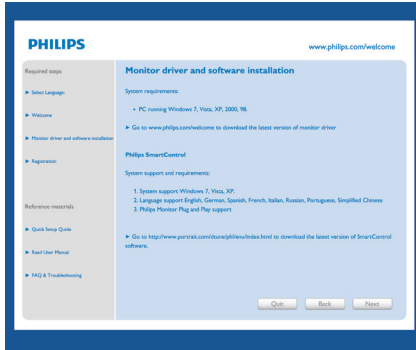 PHILIPS
www.philips.com/welcome
Required steps
Select Language
Welcome
Monitor driver and software installation
Registration
Reference materials
Quick Setup Guide
Read User Manual
FAQ & Troubleshooting
Monitor driver and software installation
System requirements:
• PC running Windows 7, Vista, XP, 2000, 98.
Go to www.philips.com/welcome to download the latest version of monitor driver
Philips SmartControl
System support and requirements:
1. System support Windows 7, Vista, XP.
2. Language support English, German, Spanish, French, Italian, Russian, Portuguese, Simplified Chinese
3. Philips Monitor Plug and Play support
Go to http://www.portrait.com/dtune/phil/enu/index.html to download the latest version of SmartControl
software.
Quit
Back
Next